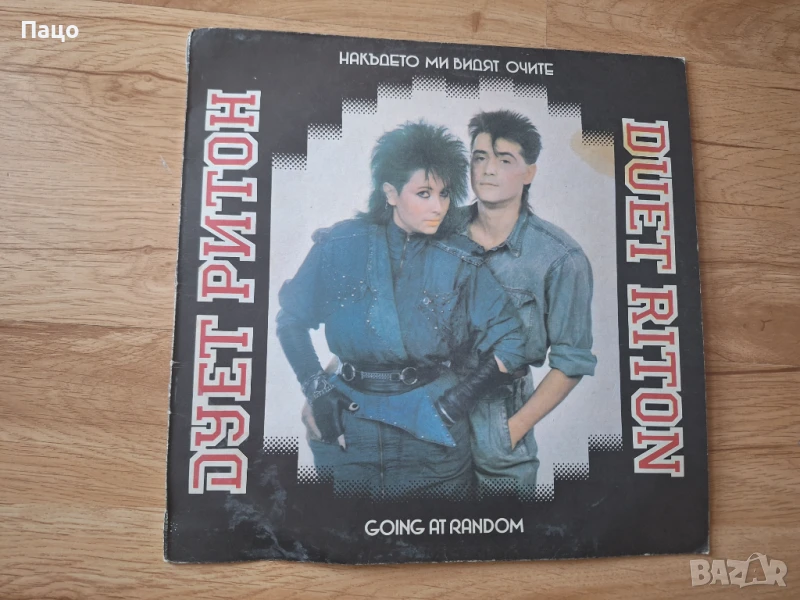 Пацо
НАКЪДЕТО МИ ВИДЯТ ОЧИТЕ
ДУЕТ РИТОН
DUET RITON
GOING AT RANDOM
BAZAR